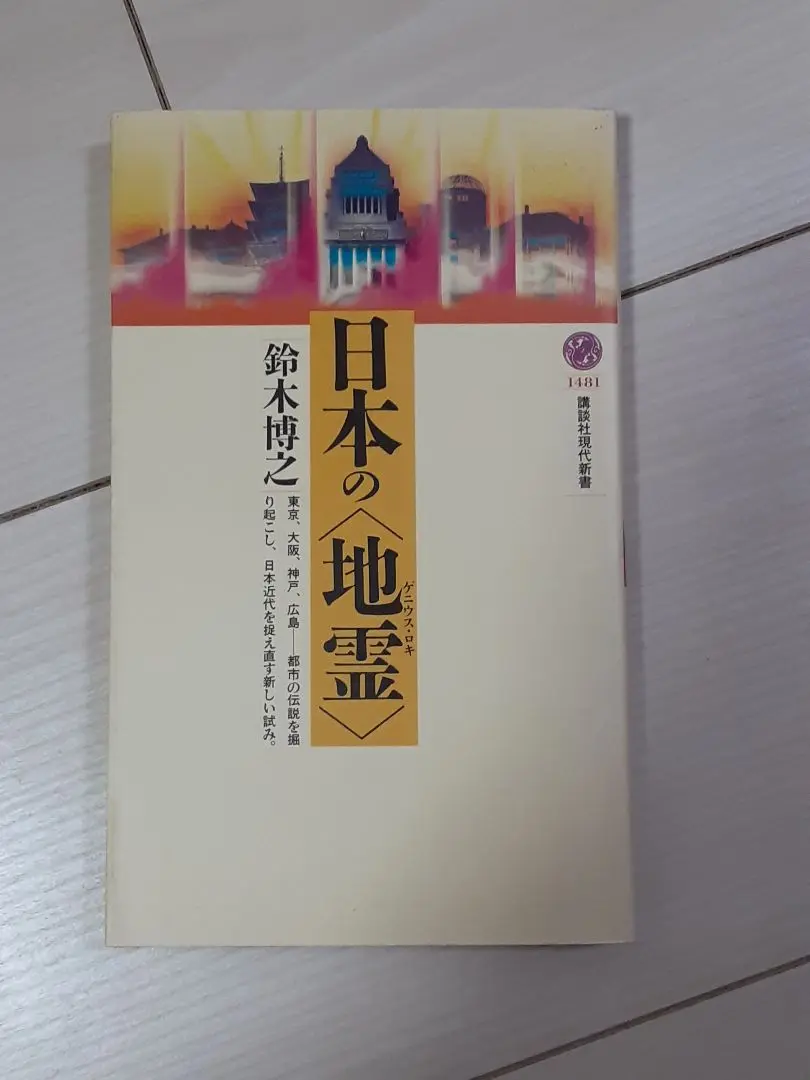 1481
講談社現代新書
日本の〈地霊〉
ゲニウス・ロキ
鈴木博之
東京、大阪、神戸、広島――都市の伝説を掘
り起こし、日本近代を捉え直す新しい試み。